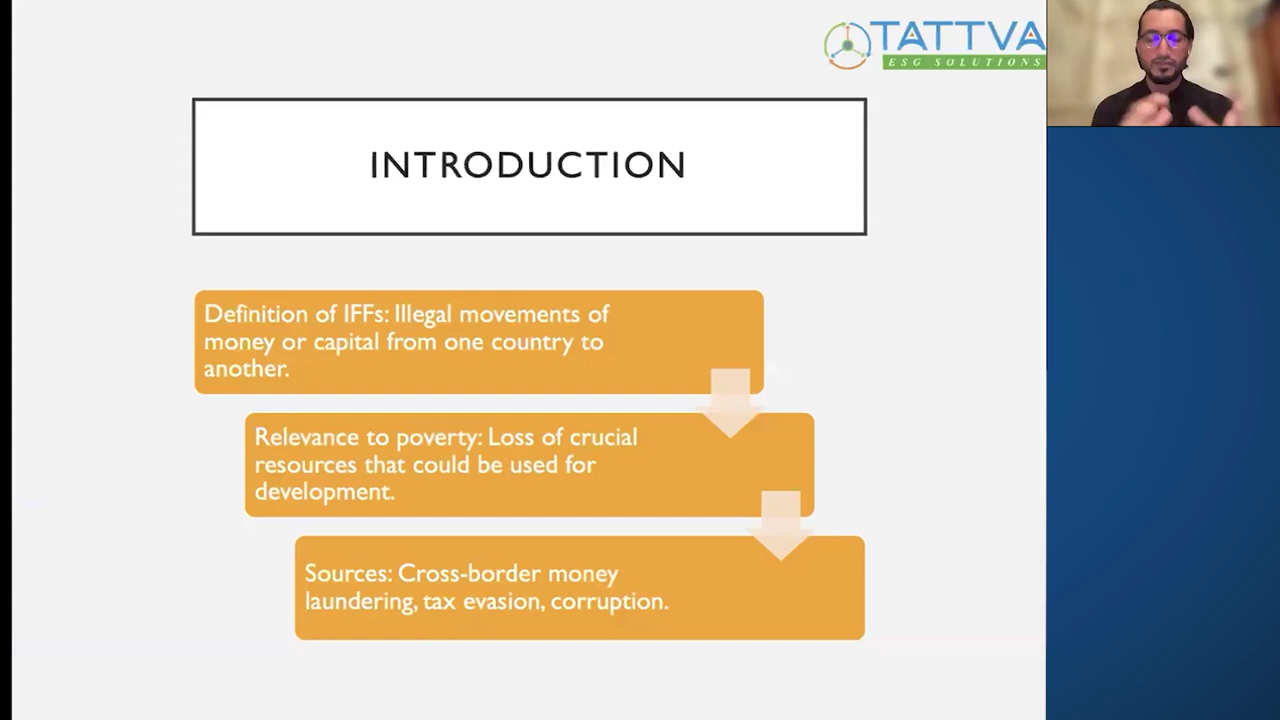 TATTVA
ESG SOLUTIONS
INTRODUCTION
Definition of IFFs: Illegal movements of
money or capital from one country to
another.
Relevance to poverty: Loss of crucial
resources that could be used for
development.
Sources: Cross-border money
laundering, tax evasion, corruption.